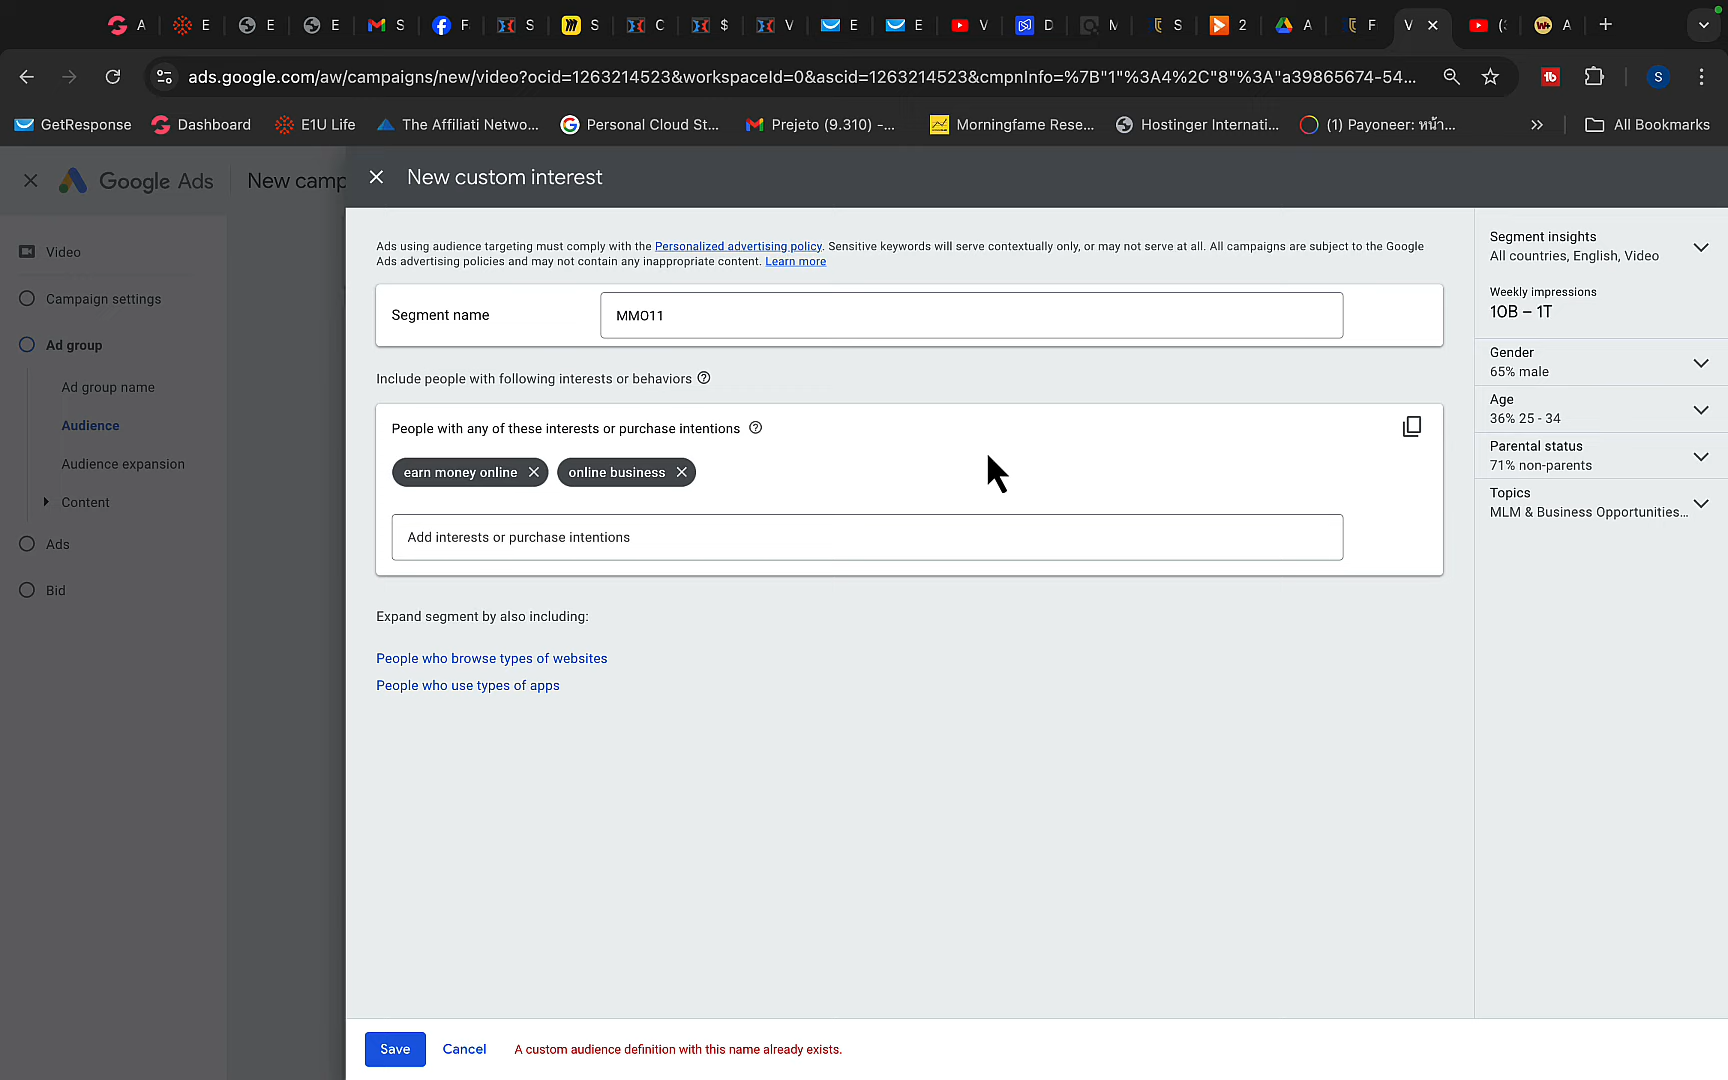 A E E E S F S S C $ V E E V D M S 2 A F V A
ads.google.com/aw/campaigns/new/video?ocid=1263214523&workspaceId=0&ascid=1263214523&cmpnInfo=%7B"1"%3A4%2C"8"%3A"a39865674-54...
S
GetResponse Dashboard E1U Life The Affiliati Netwo... Personal Cloud St... Prejeto (9.310) -... Morningfame Rese... Hostinger Internati... (1) Payoneer: หน้า... All Bookmarks
Google Ads New camp
New custom interest
Video
Campaign settings
Ad group
Ad group name
Audience
Audience expansion
Content
Ads
Bid
Ads using audience targeting must comply with the Personalized advertising policy. Sensitive keywords will serve contextually only, or may not serve at all. All campaigns are subject to the Google
Ads advertising policies and may not contain any inappropriate content. Learn more
Segment name MMO11
Include people with following interests or behaviors
People with any of these interests or purchase intentions
earn money online online business
Add interests or purchase intentions
Expand segment by also including:
People who browse types of websites
People who use types of apps
Segment insights
All countries, English, Video
Weekly impressions
10B – 1T
Gender
65% male
Age
36% 25 - 34
Parental status
71% non-parents
Topics
MLM & Business Opportunities...
Save Cancel A custom audience definition with this name already exists.